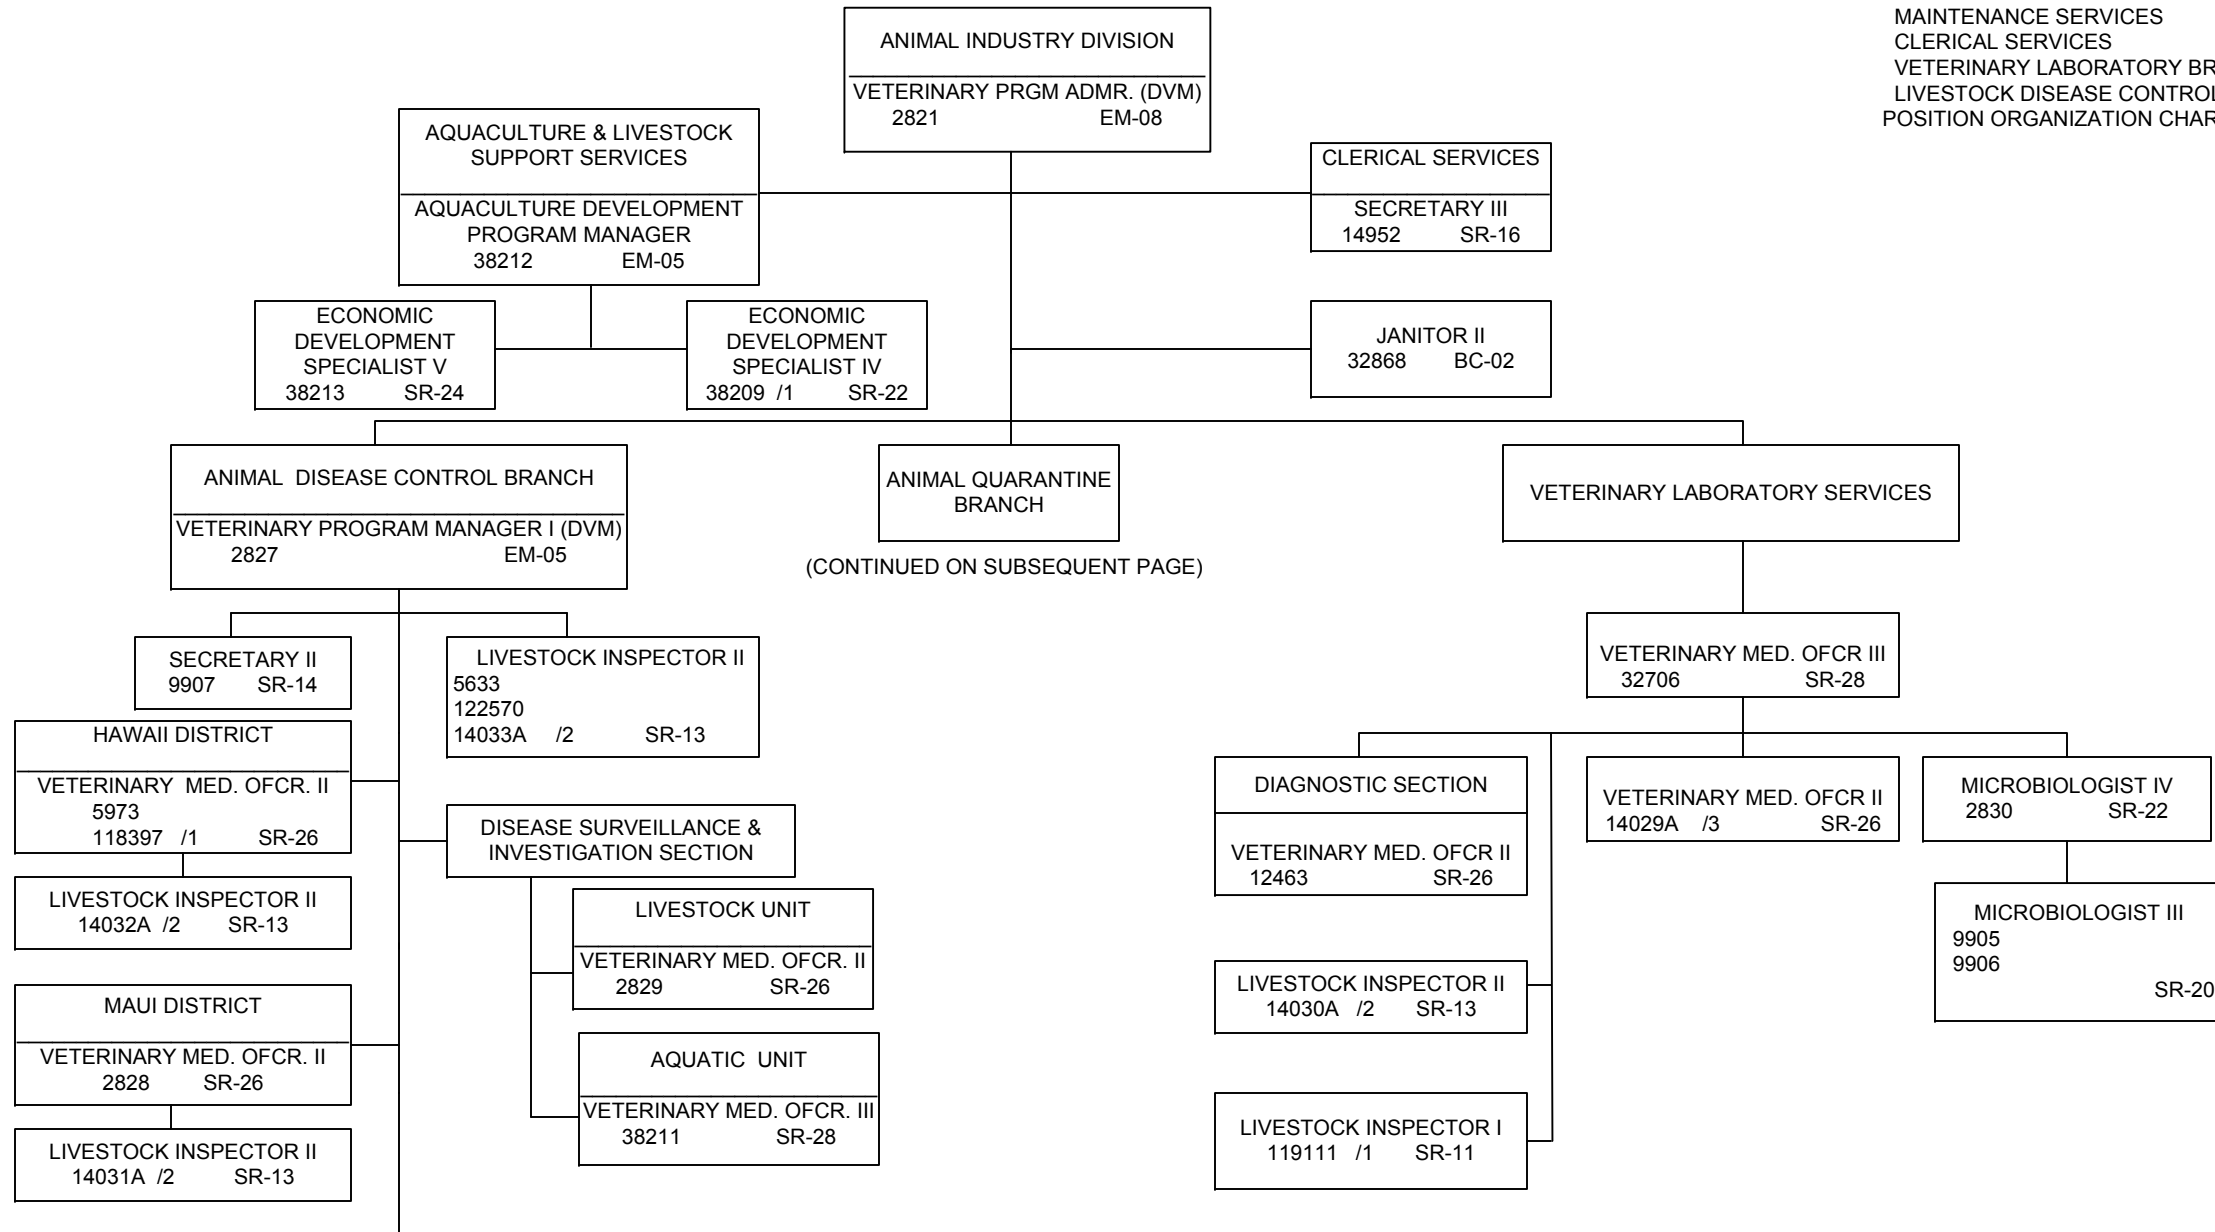 MAINTENANCE SERVICES
CLERICAL SERVICES
VETERINARY LABORATORY BR
LIVESTOCK DISEASE CONTROL
POSITION ORGANIZATION CHAR
ANIMAL INDUSTRY DIVISION
VETERINARY PRGM ADMR. (DVM)
2821 EM-08
AQUACULTURE & LIVESTOCK
SUPPORT SERVICES
AQUACULTURE DEVELOPMENT
PROGRAM MANAGER
38212 EM-05
CLERICAL SERVICES
SECRETARY III
14952 SR-16
ECONOMIC
DEVELOPMENT
SPECIALIST V
38213 SR-24
ECONOMIC
DEVELOPMENT
SPECIALIST IV
38209 /1 SR-22
JANITOR II
32868 BC-02
ANIMAL DISEASE CONTROL BRANCH
VETERINARY PROGRAM MANAGER I (DVM)
2827 EM-05
ANIMAL QUARANTINE
BRANCH
(CONTINUED ON SUBSEQUENT PAGE)
VETERINARY LABORATORY SERVICES
SECRETARY II
9907 SR-14
LIVESTOCK INSPECTOR II
5633
122570
14033A /2 SR-13
VETERINARY MED. OFCR III
32706 SR-28
HAWAII DISTRICT
VETERINARY MED. OFCR. II
5973
118397 /1 SR-26
LIVESTOCK INSPECTOR II
14032A /2 SR-13
DISEASE SURVEILLANCE &
INVESTIGATION SECTION
LIVESTOCK UNIT
VETERINARY MED. OFCR. II
2829 SR-26
AQUATIC UNIT
VETERINARY MED. OFCR. III
38211 SR-28
MAUI DISTRICT
VETERINARY MED. OFCR. II
2828 SR-26
LIVESTOCK INSPECTOR II
14031A /2 SR-13
DIAGNOSTIC SECTION
VETERINARY MED. OFCR II
12463 SR-26
VETERINARY MED. OFCR II
14029A /3 SR-26
MICROBIOLOGIST IV
2830 SR-22
MICROBIOLOGIST III
9905
9906
SR-20
LIVESTOCK INSPECTOR II
14030A /2 SR-13
LIVESTOCK INSPECTOR I
119111 /1 SR-11